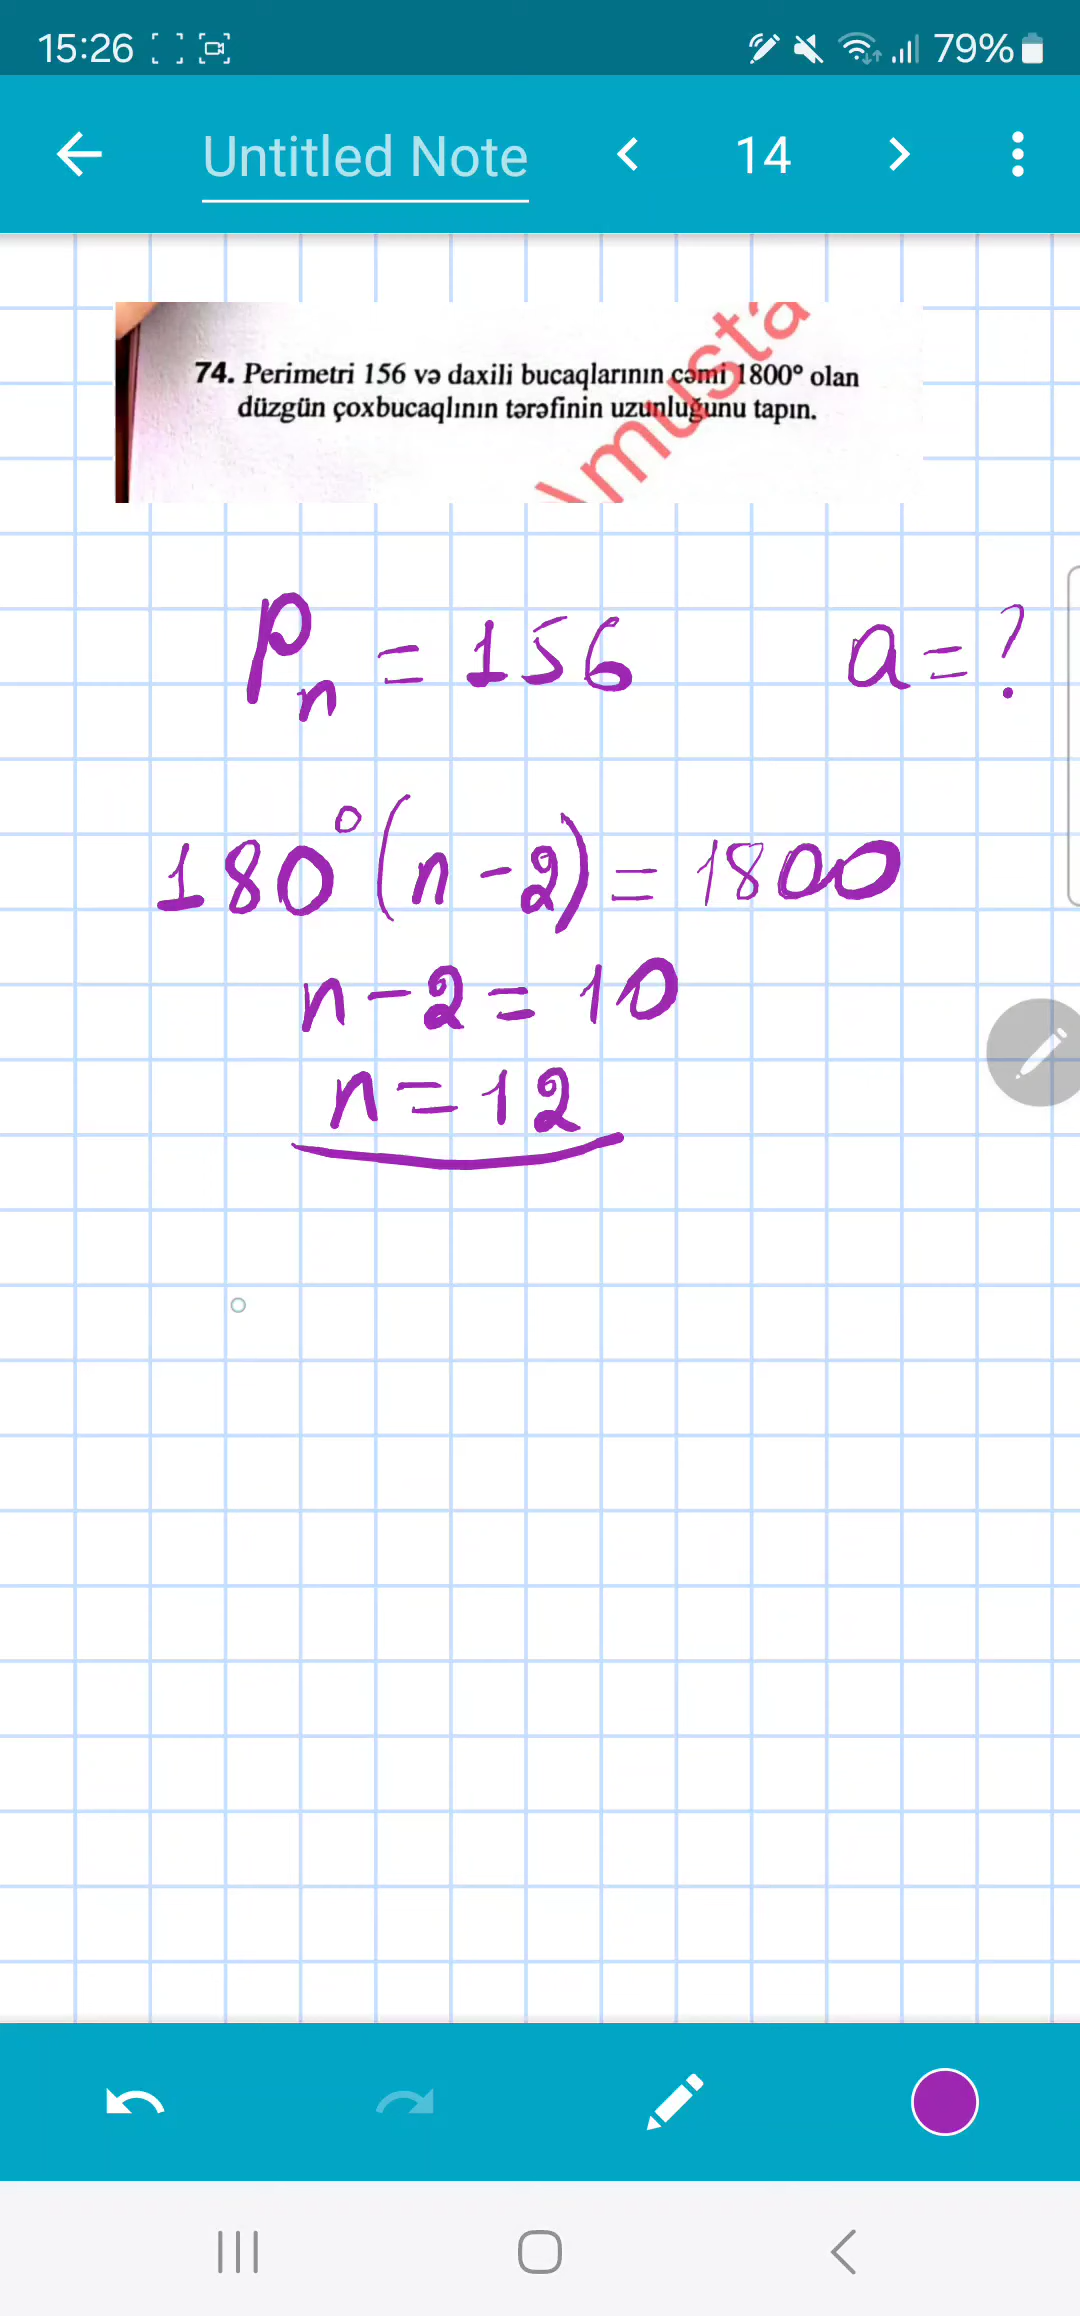 15:26 79%
Untitled Note 14
74. Perimetri 156 və daxili bucaqlarının cəmi 1800° olan
düzgün çoxbucaqlının tərəfinin uzunluğunu tapın.
musta
Pn = 156 a = ?
180°(n-2) = 1800
n-2 = 10
n = 12